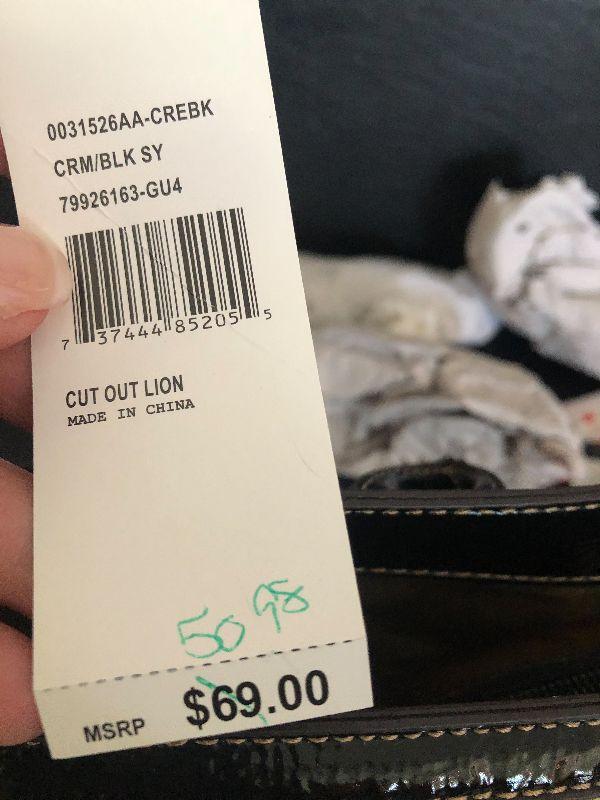 0031526AA-CREBK
CRM/BLK SY
79926163-GU4
7 37444 85205 5
CUT OUT LION
MADE IN CHINA
50 98
MSRP $69.00